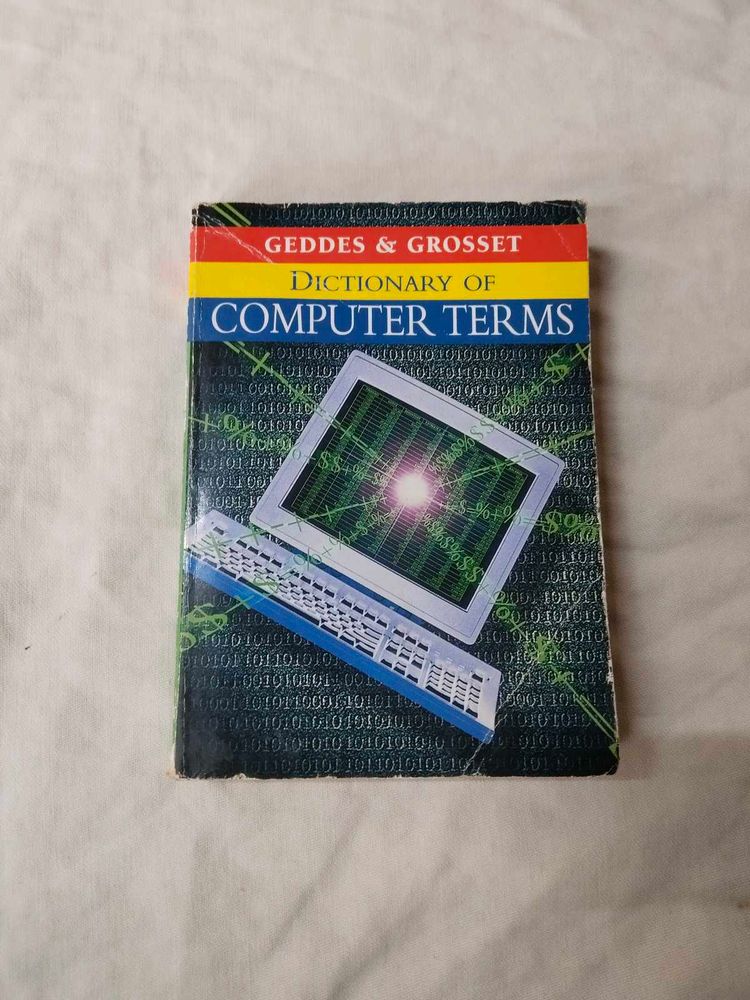 GEDDES & GROSSET
DICTIONARY OF
COMPUTER TERMS